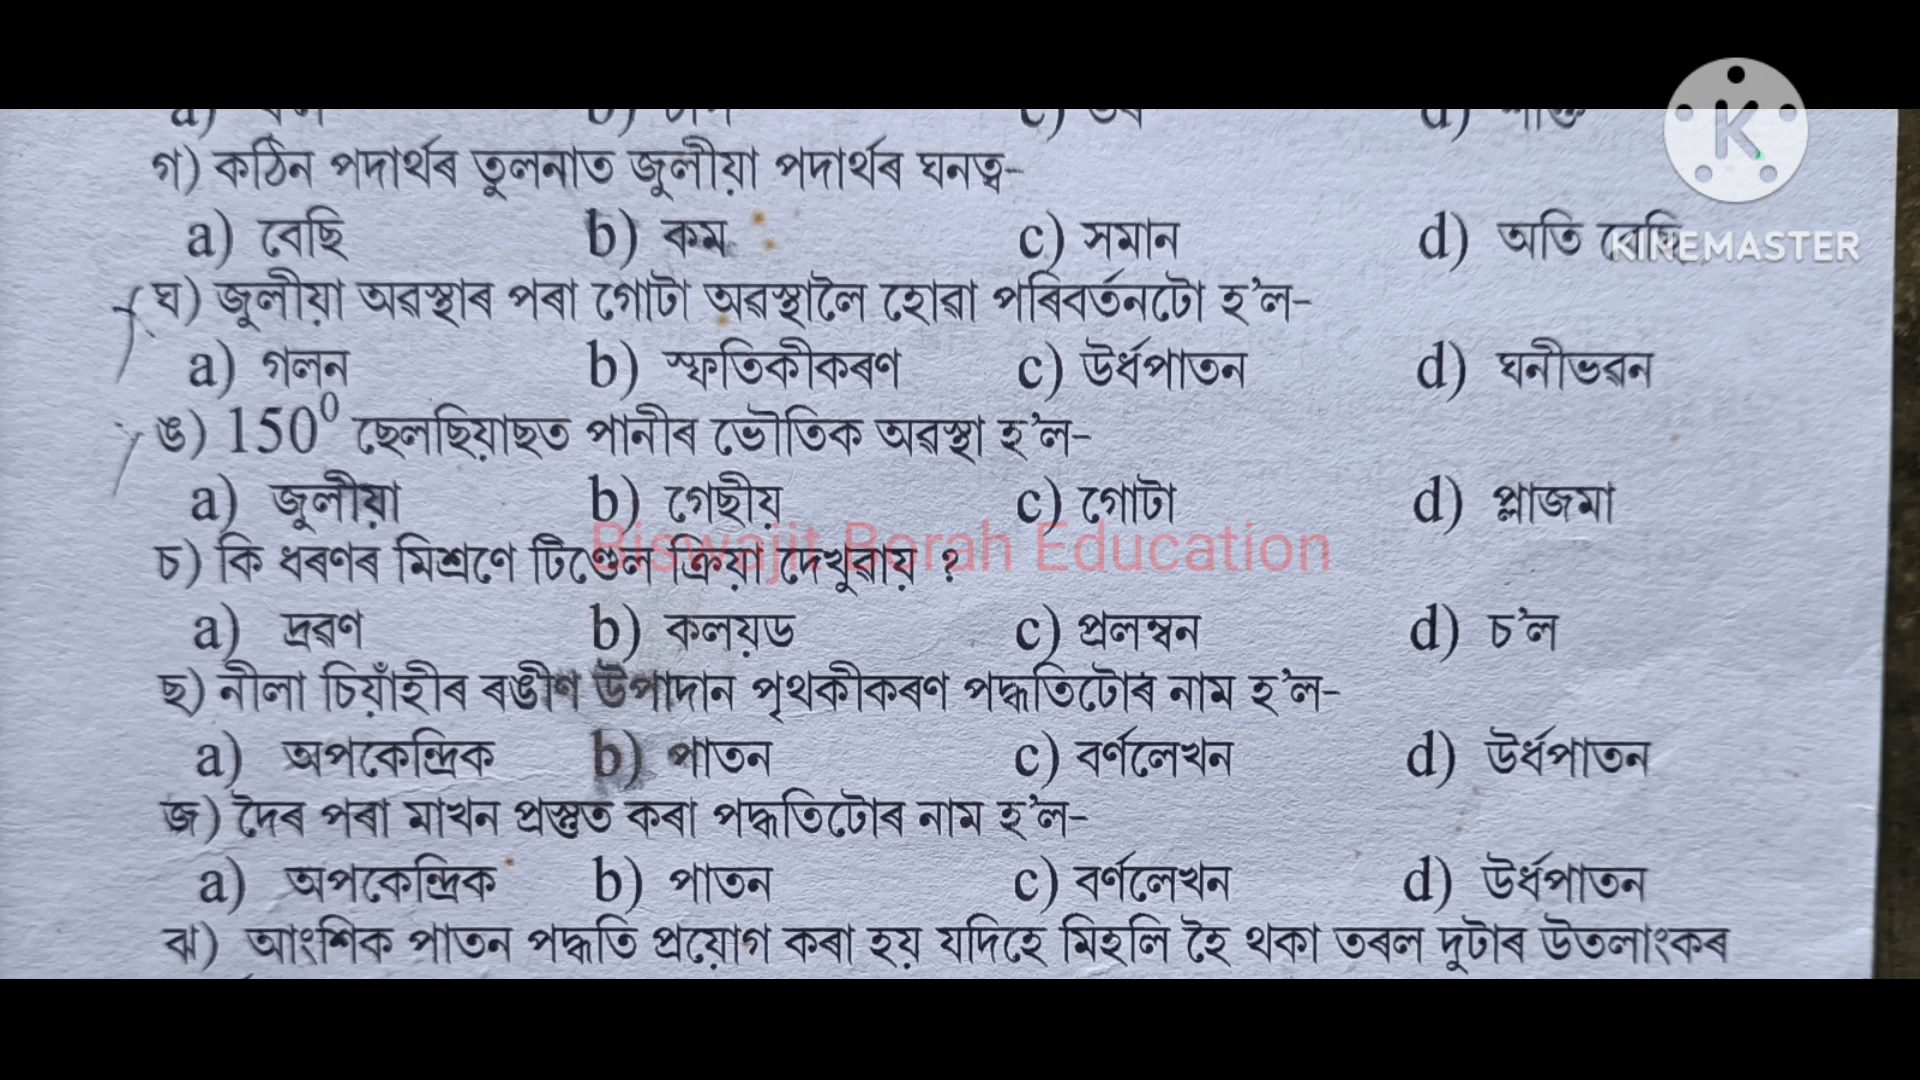 গ) কঠিন পদাৰ্থৰ তুলনাত জুলীয়া পদাৰ্থৰ ঘনত্ব-
a) বেছি b) কম c) সমান d) অতি বেছি
KINEMASTER
ঘ) জুলীয়া অৱস্থাৰ পৰা গোটা অৱস্থালৈ হোৱা পৰিবৰ্তনটো হ'ল-
a) গলন b) স্ফতিকীকৰণ c) উৰ্ধপাতন d) ঘনীভৱন
ঙ) 150⁰ ছেলছিয়াছত পানীৰ ভৌতিক অৱস্থা হ'ল-
a) জুলীয়া b) গেছীয় c) গোটা d) প্লাজমা
Biswajit Borah Education
চ) কি ধৰণৰ মিশ্ৰণে টিণ্ডেল ক্ৰিয়া দেখুৱায় ?
a) দ্ৰৱণ b) কলয়ড c) প্ৰলম্বন d) চ'ল
ছ) নীলা চিয়াঁহীৰ ৰঙীণ উপাদান পৃথকীকৰণ পদ্ধতিটোৰ নাম হ'ল-
a) অপকেন্দ্ৰিক b) পাতন c) বৰ্ণলেখন d) উৰ্ধপাতন
জ) দৈৰ পৰা মাখন প্ৰস্তুত কৰা পদ্ধতিটোৰ নাম হ'ল-
a) অপকেন্দ্ৰিক b) পাতন c) বৰ্ণলেখন d) উৰ্ধপাতন
ঝ) আংশিক পাতন পদ্ধতি প্ৰয়োগ কৰা হয় যদিহে মিহলি হৈ থকা তৰল দুটাৰ উতলাংকৰ